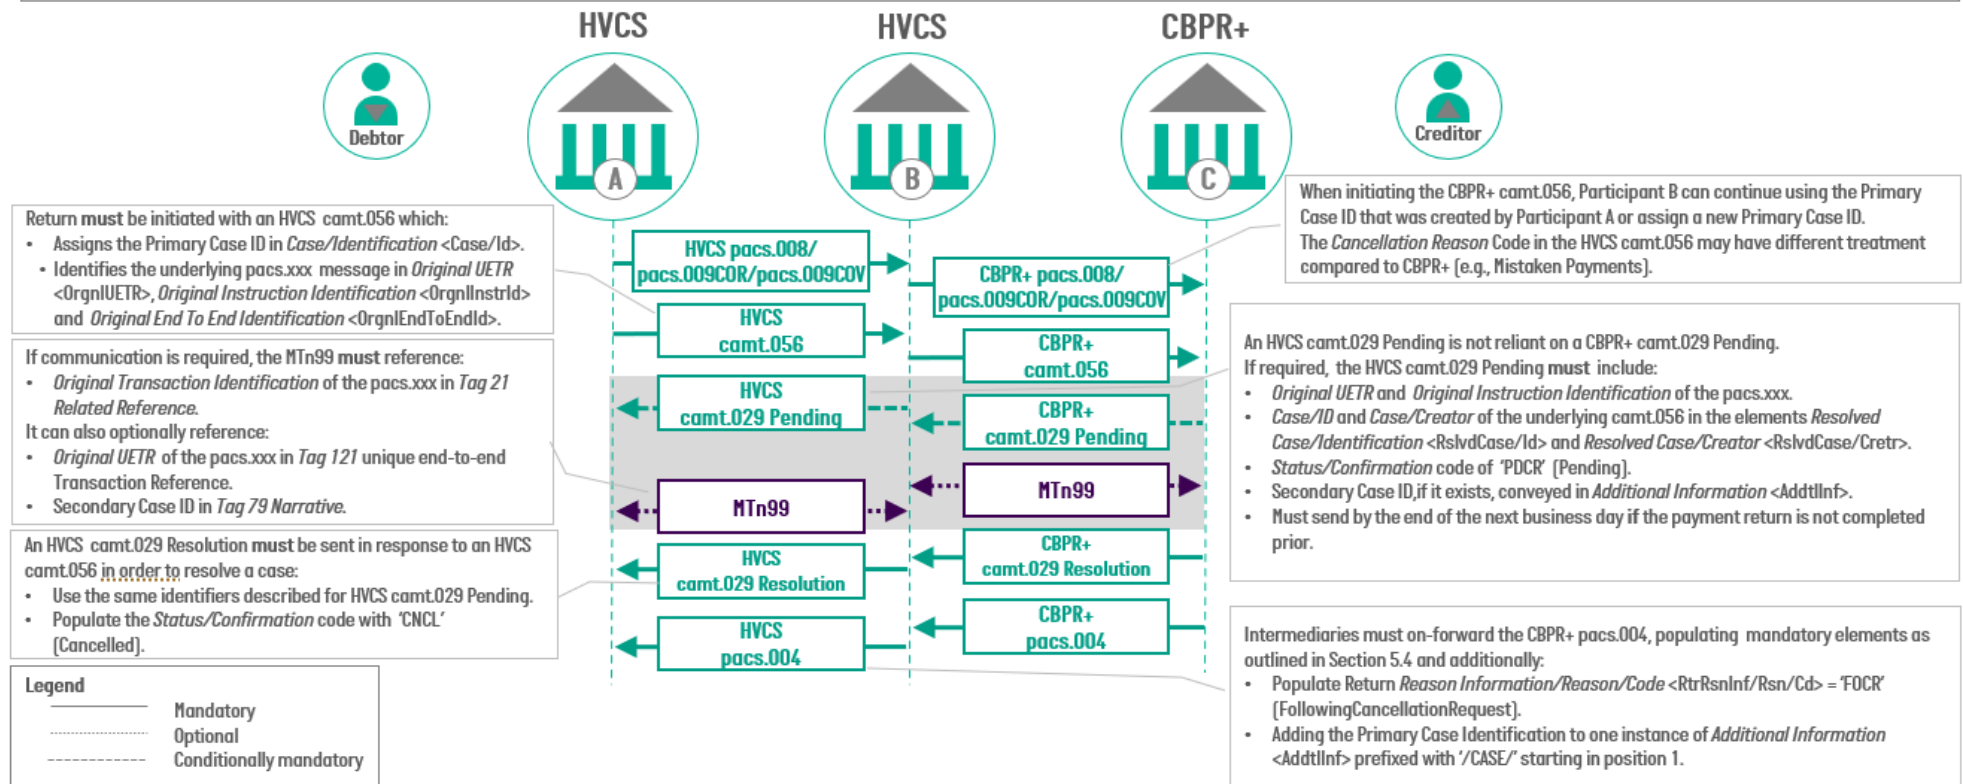 HVCS
HVCS
CBPR+
Debtor
A
B
C
Creditor
Return must be initiated with an HVCS camt.056 which:
• Assigns the Primary Case ID in Case/Identification <Case/Id>.
• Identifies the underlying pacs.xxx message in Original UETR
<OrgnlUETR>, Original Instruction Identification <OrgnlInstrId>
and Original End To End Identification <OrgnlEndToEndId>.
If communication is required, the MTn99 must reference:
• Original Transaction Identification of the pacs.xxx in Tag 21
Related Reference.
It can also optionally reference:
• Original UETR of the pacs.xxx in Tag 121 unique end-to-end
Transaction Reference.
• Secondary Case ID in Tag 79 Narrative.
An HVCS camt.029 Resolution must be sent in response to an HVCS
camt.056 in order to resolve a case:
• Use the same identifiers described for HVCS camt.029 Pending.
• Populate the Status/Confirmation code with 'CNCL'
(Cancelled).
Legend
Mandatory
Optional
Conditionally mandatory
HVCS pacs.008/
pacs.009COR/pacs.009COV
CBPR+ pacs.008/
pacs.009COR/pacs.009COV
HVCS
camt.056
CBPR+
camt.056
HVCS
camt.029 Pending
CBPR+
camt.029 Pending
MTn99
MTn99
HVCS
camt.029 Resolution
CBPR+
camt.029 Resolution
HVCS
pacs.004
CBPR+
pacs.004
When initiating the CBPR+ camt.056, Participant B can continue using the Primary
Case ID that was created by Participant A or assign a new Primary Case ID.
The Cancellation Reason Code in the HVCS camt.056 may have different treatment
compared to CBPR+ (e.g., Mistaken Payments).
An HVCS camt.029 Pending is not reliant on a CBPR+ camt.029 Pending.
If required, the HVCS camt.029 Pending must include:
• Original UETR and Original Instruction Identification of the pacs.xxx.
• Case/ID and Case/Creator of the underlying camt.056 in the elements Resolved
Case/Identification <RslvdCase/Id> and Resolved Case/Creator <RslvdCase/Cretr>.
• Status/Confirmation code of 'PDCR' (Pending).
• Secondary Case ID,if it exists, conveyed in Additional Information <AddtlInf>.
• Must send by the end of the next business day if the payment return is not completed
prior.
Intermediaries must on-forward the CBPR+ pacs.004, populating mandatory elements as
outlined in Section 5.4 and additionally:
• Populate Return Reason Information/Reason/Code <RtrRsnInf/Rsn/Cd> = 'FOCR'
(FollowingCancellationRequest).
• Adding the Primary Case Identification to one instance of Additional Information
<AddtlInf> prefixed with '/CASE/' starting in position 1.